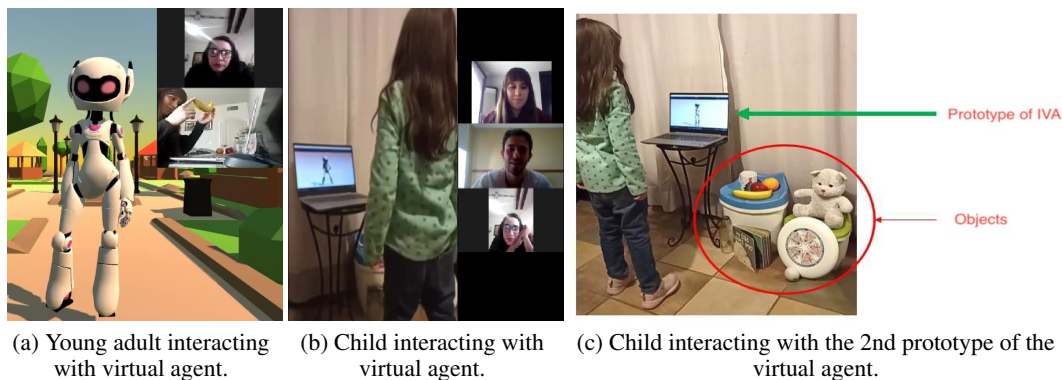 Prototype of IVA
Objects
(a) Young adult interacting
with virtual agent.
(b) Child interacting with
virtual agent.
(c) Child interacting with the 2nd prototype of the
virtual agent.